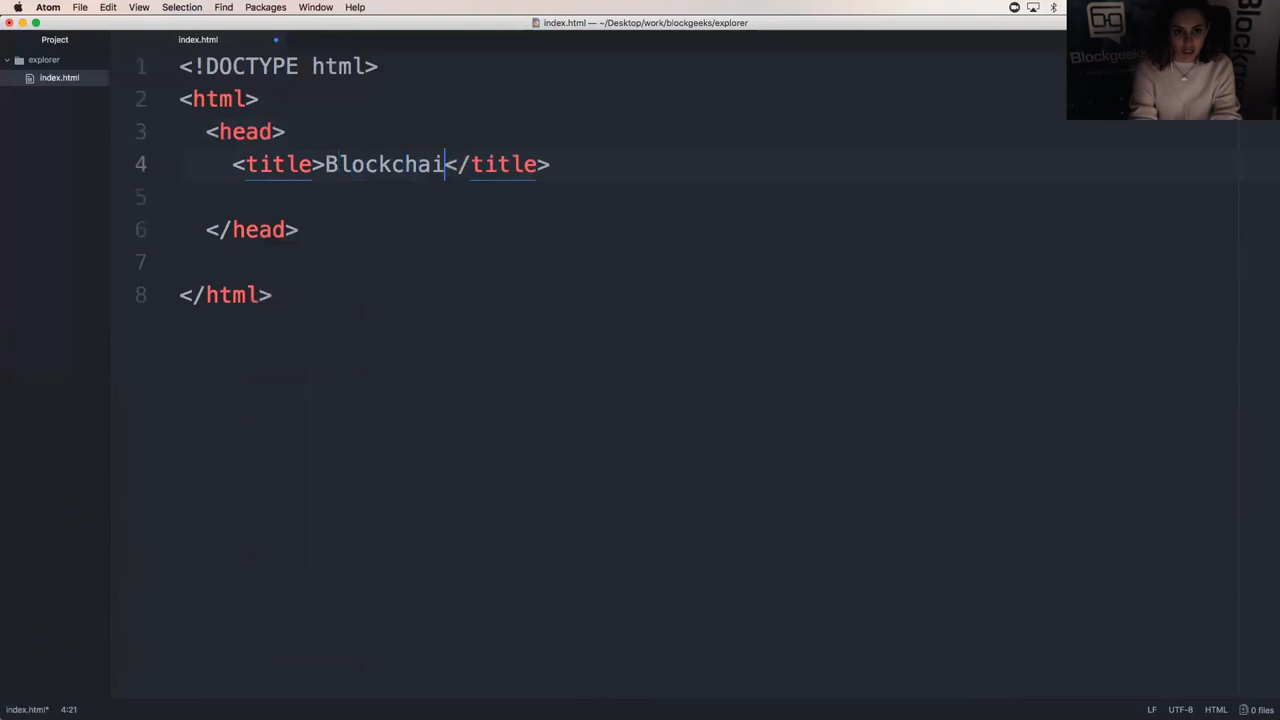 Atom File Edit View Selection Find Packages Window Help
index.html — ~/Desktop/work/blockgeeks/explorer
Project
index.html
explorer
index.html
1 <!DOCTYPE html>
2 <html>
3 <head>
4 <title>Blockchai</title>
5
6 </head>
7
8 </html>
Blockgeeks
Blockge
index.html* 4:21
LF UTF-8 HTML 0 files